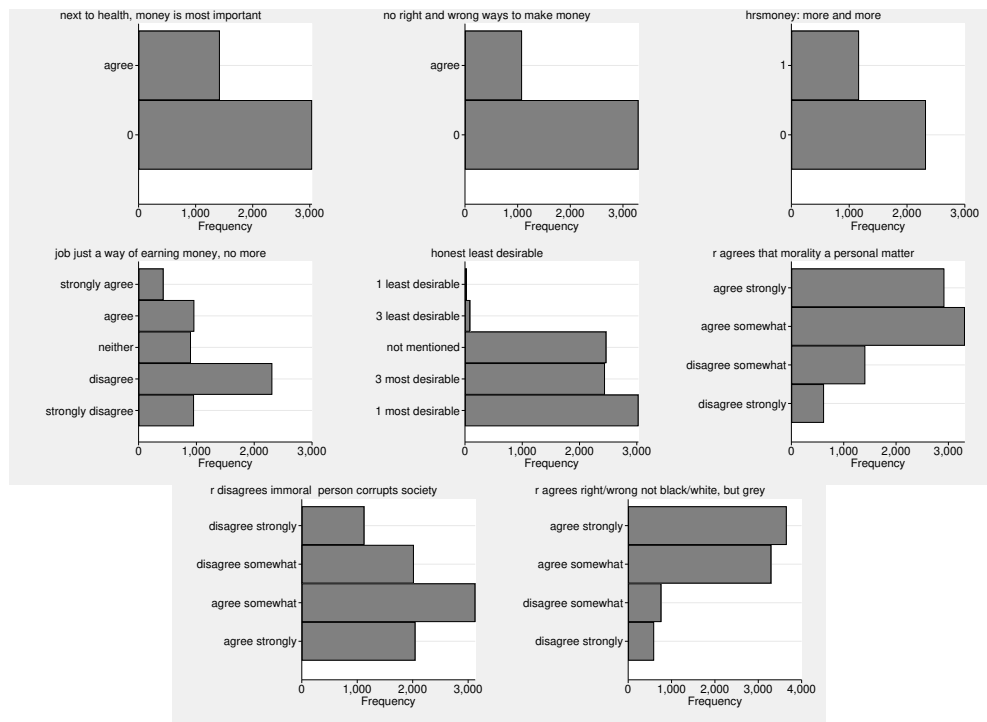 next to health, money is most important
agree
0
0 1,000 2,000 3,000
Frequency
no right and wrong ways to make money
agree
0
0 1,000 2,000 3,000
Frequency
hrsmoney: more and more
1
0
0 1,000 2,000 3,000
Frequency
job just a way of earning money, no more
strongly agree
agree
neither
disagree
strongly disagree
0 1,000 2,000 3,000
Frequency
honest least desirable
1 least desirable
3 least desirable
not mentioned
3 most desirable
1 most desirable
0 1,000 2,000 3,000
Frequency
r agrees that morality a personal matter
agree strongly
agree somewhat
disagree somewhat
disagree strongly
0 1,000 2,000 3,000
Frequency
r disagrees immoral  person corrupts society
disagree strongly
disagree somewhat
agree somewhat
agree strongly
0 1,000 2,000 3,000
Frequency
r agrees right/wrong not black/white, but grey
agree strongly
agree somewhat
disagree somewhat
disagree strongly
0 1,000 2,000 3,000 4,000
Frequency